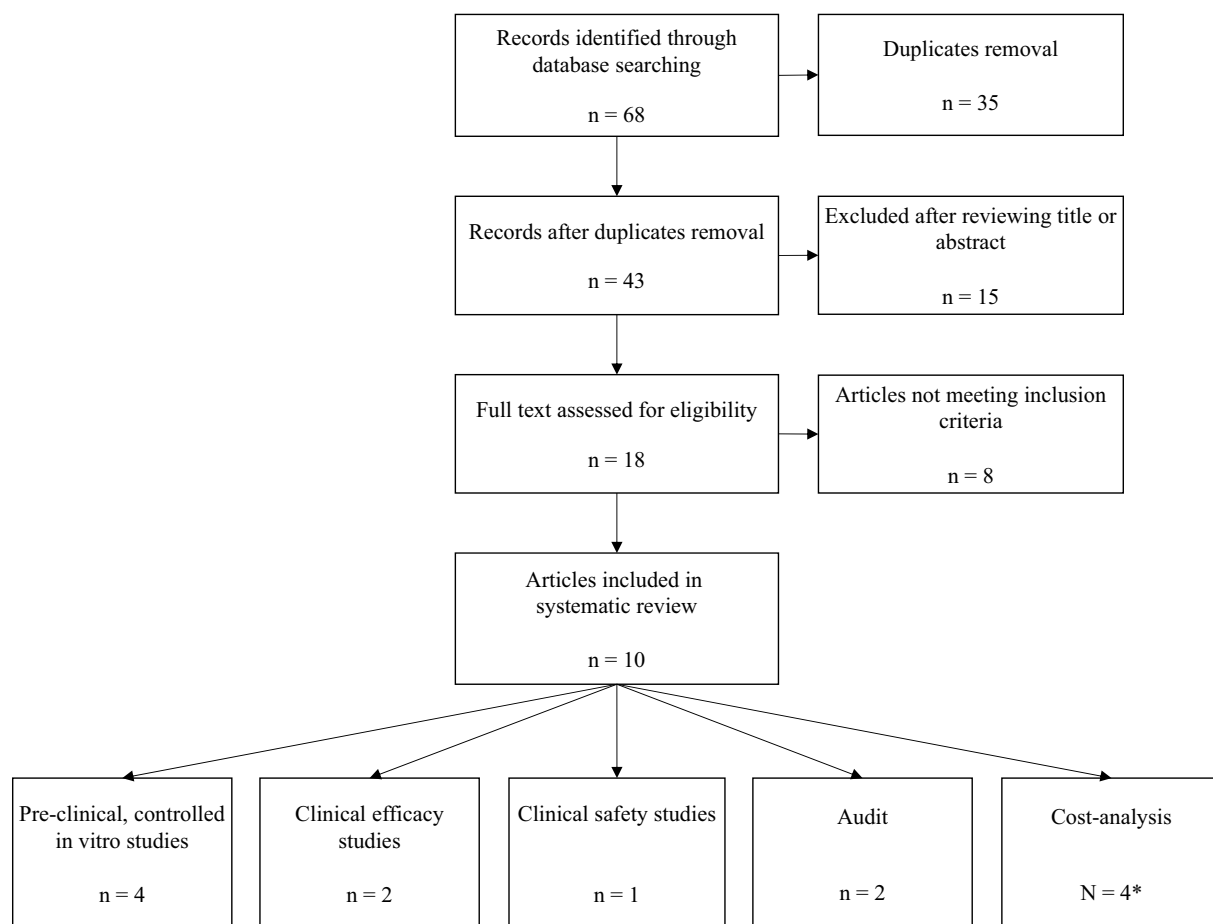 Records identified through
database searching
n = 68
Duplicates removal
n = 35
Records after duplicates removal
n = 43
Excluded after reviewing title or
abstract
n = 15
Full text assessed for eligibility
n = 18
Articles not meeting inclusion
criteria
n = 8
Articles included in
systematic review
n = 10
Pre-clinical, controlled
in vitro studies
n = 4
Clinical efficacy
studies
n = 2
Clinical safety studies
n = 1
Audit
n = 2
Cost-analysis
N = 4*